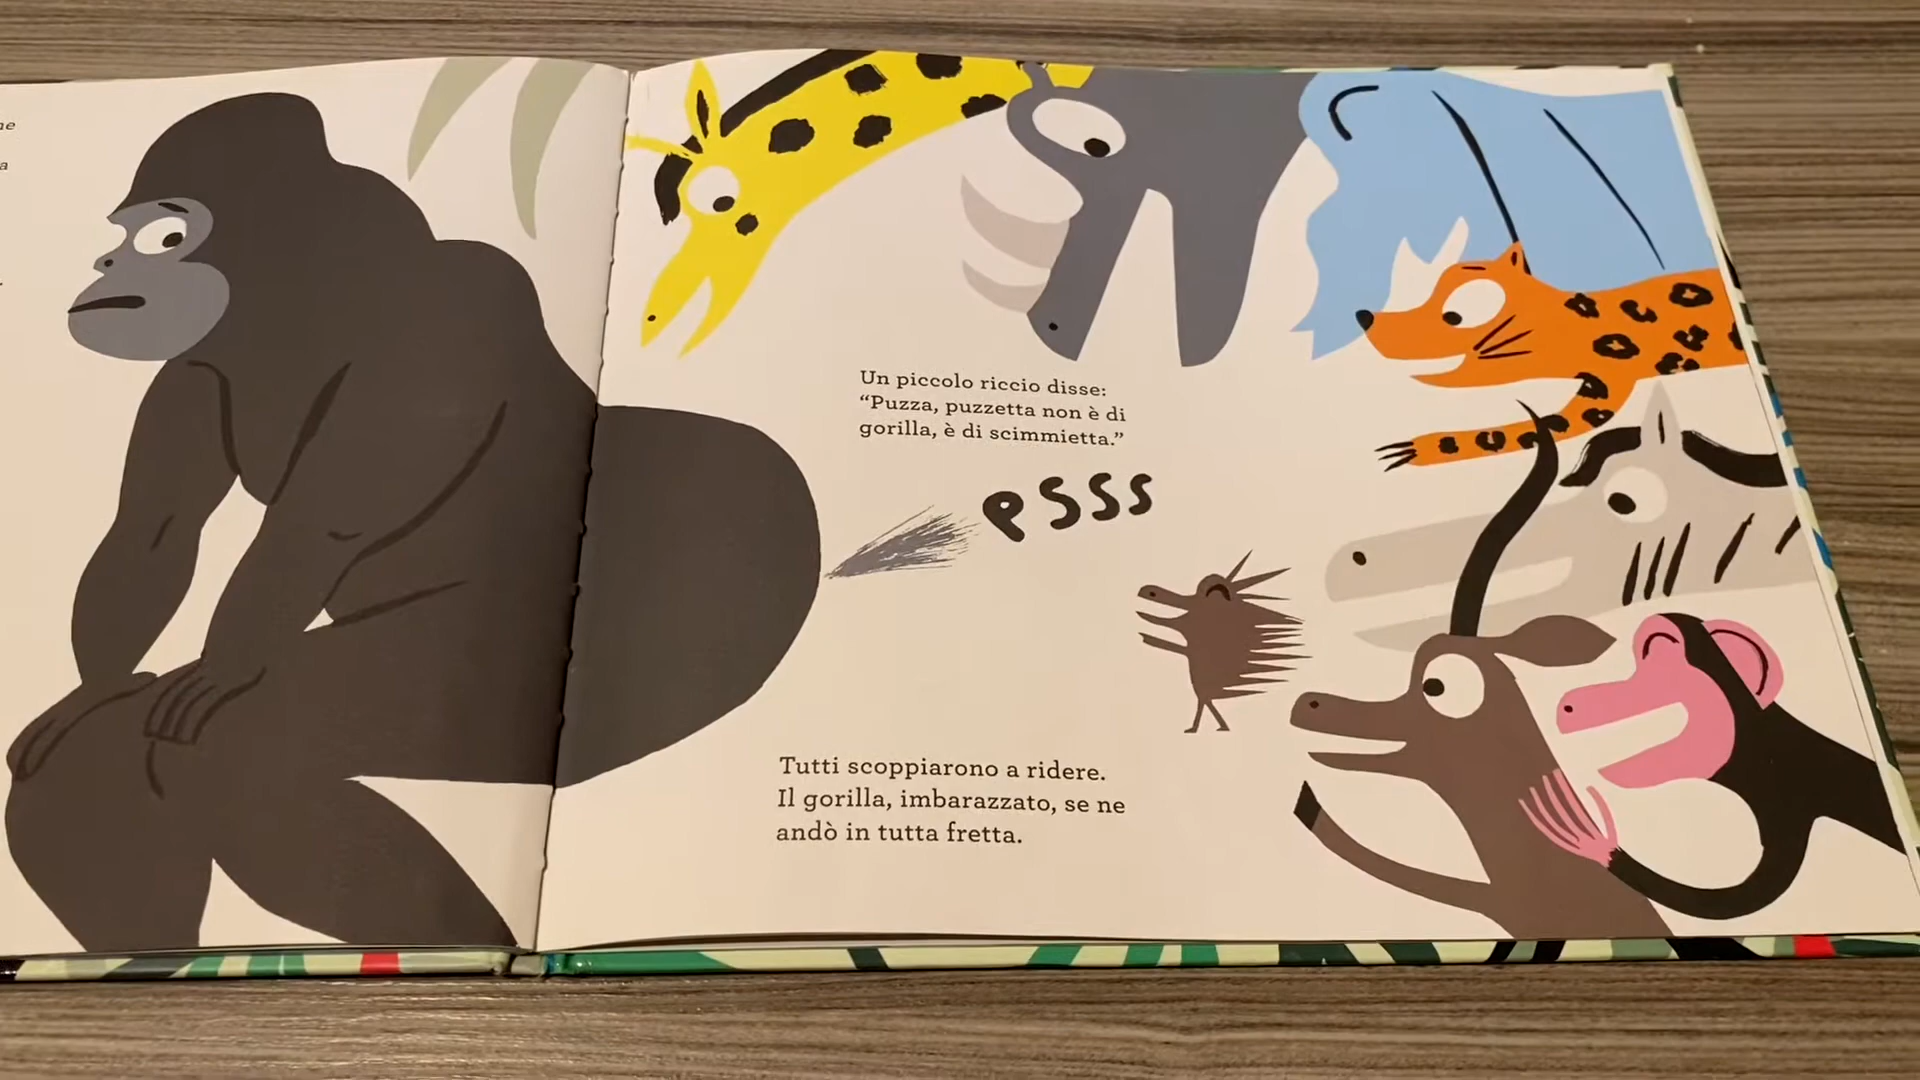 Un piccolo riccio disse:
“Puzza, puzzetta non è di
gorilla, è di scimmietta.”
PSSS
Tutti scoppiarono a ridere.
Il gorilla, imbarazzato, se ne
andò in tutta fretta.